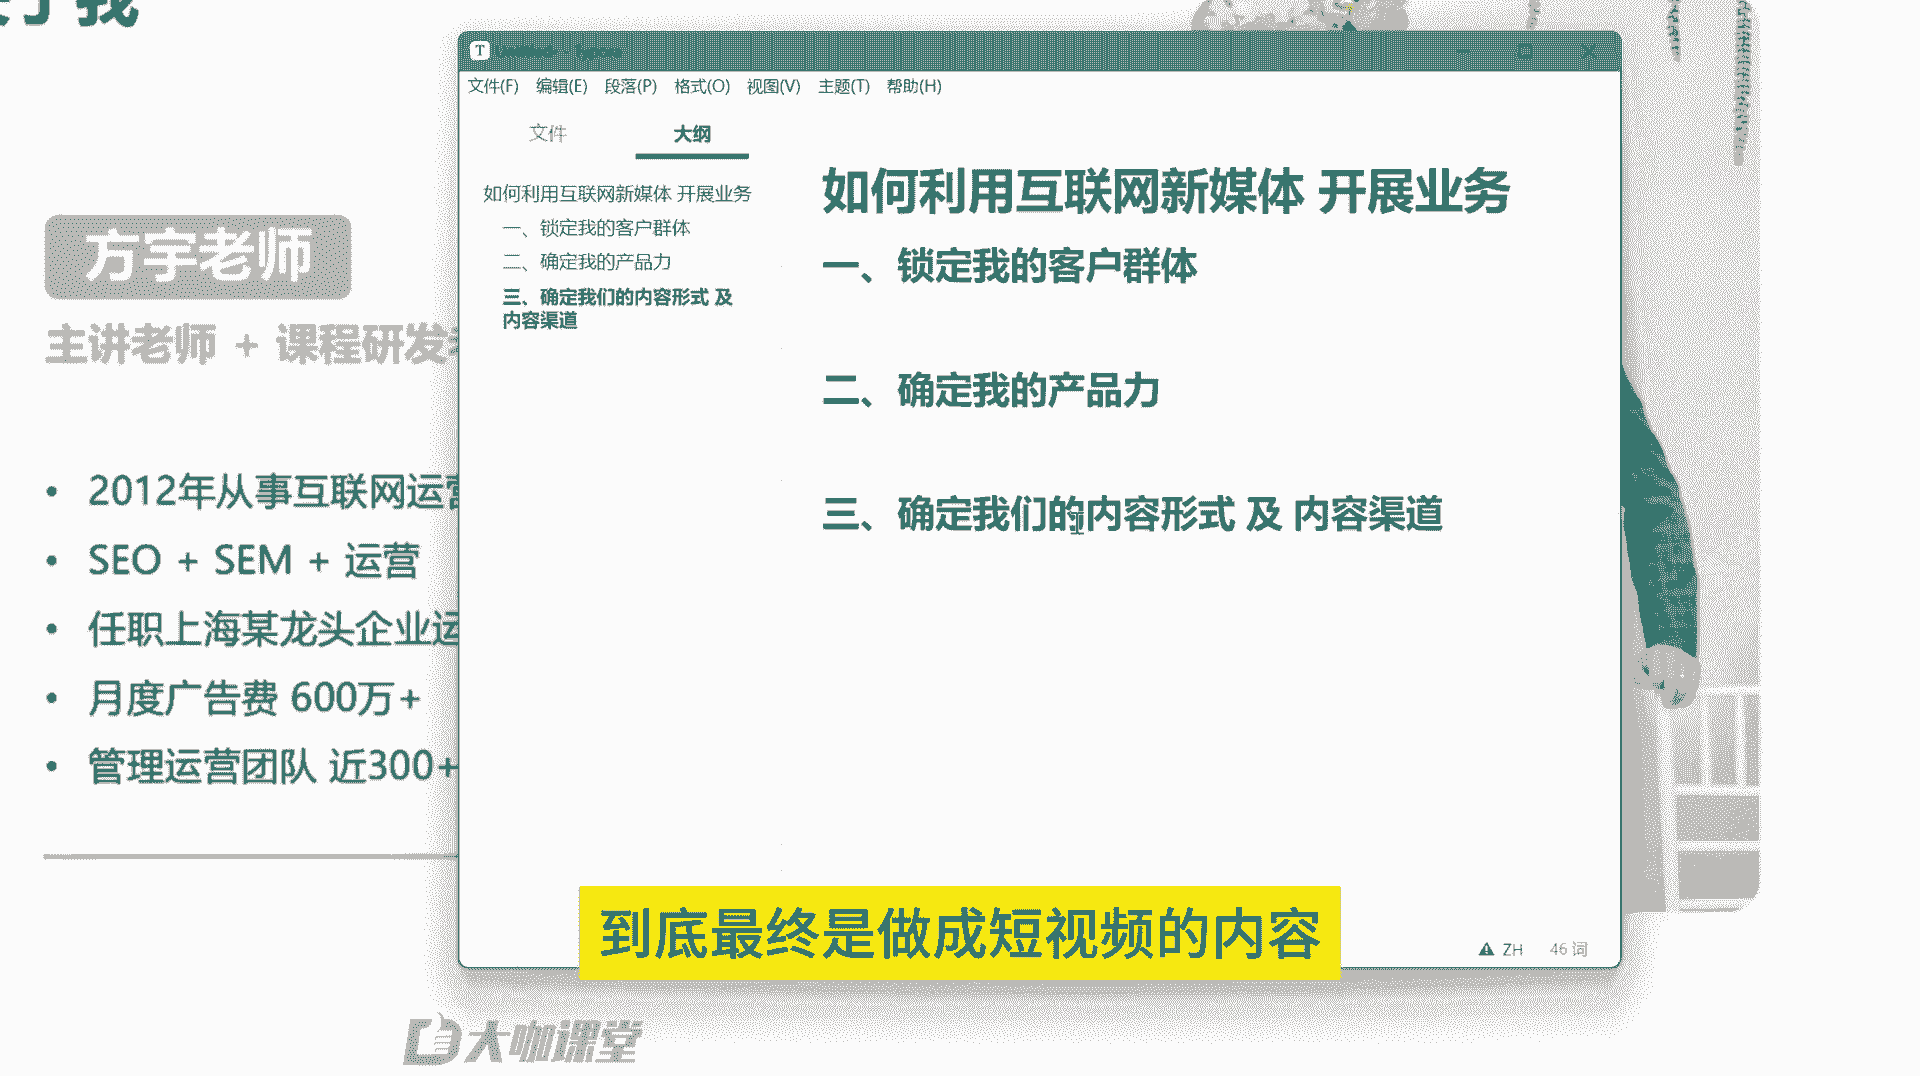 了我
方宇老师
主讲老师 + 课程研发
2012年从事互联网运营
SEO + SEM + 运营
任职上海某龙头企业运
月度广告费 600万+
管理运营团队 近300+
T
文件(F) 编辑(E) 段落(P) 格式(O) 视图(V) 主题(T) 帮助(H)
文件 大纲
如何利用互联网新媒体 开展业务
一、锁定我的客户群体
二、确定我的产品力
三、确定我们的内容形式 及
内容渠道
如何利用互联网新媒体 开展业务
一、锁定我的客户群体
二、确定我的产品力
三、确定我们的内容形式 及 内容渠道
到底最终是做成短视频的内容
ZH 46 词
大咖课堂